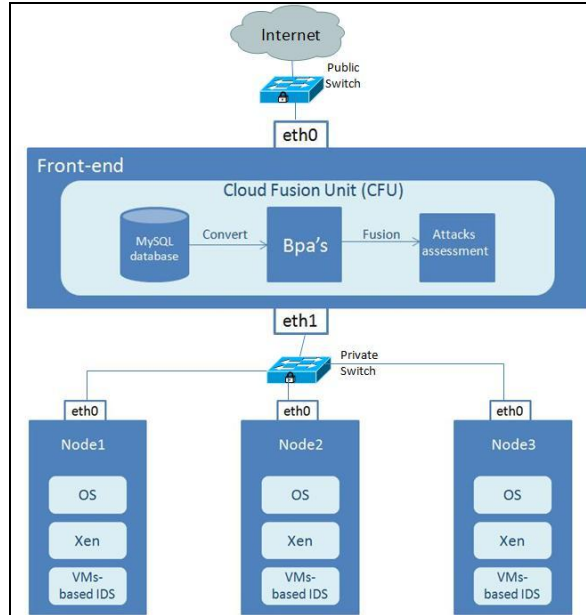 Internet
Public
Switch
eth0
Front-end
Cloud Fusion Unit (CFU)
MySQL
database
Convert
Bpa's
Fusion
Attacks
assessment
eth1
Private
Switch
eth0
eth0
eth0
Node1
Node2
Node3
OS
OS
OS
Xen
Xen
Xen
VMs-
based IDS
VMs-
based IDS
VMs-
based IDS